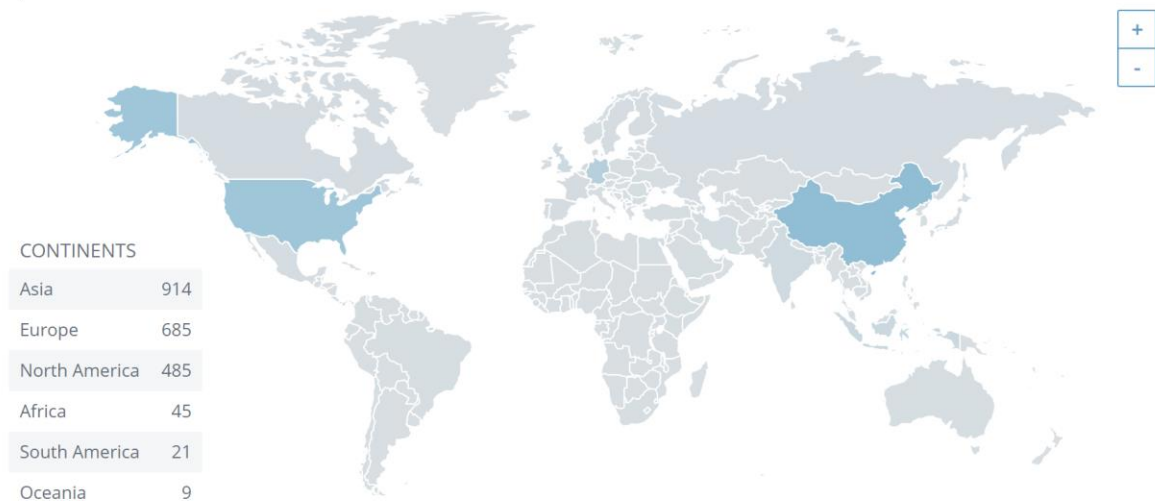 +
-
CONTINENTS
Asia 914
Europe 685
North America 485
Africa 45
South America 21
Oceania 9